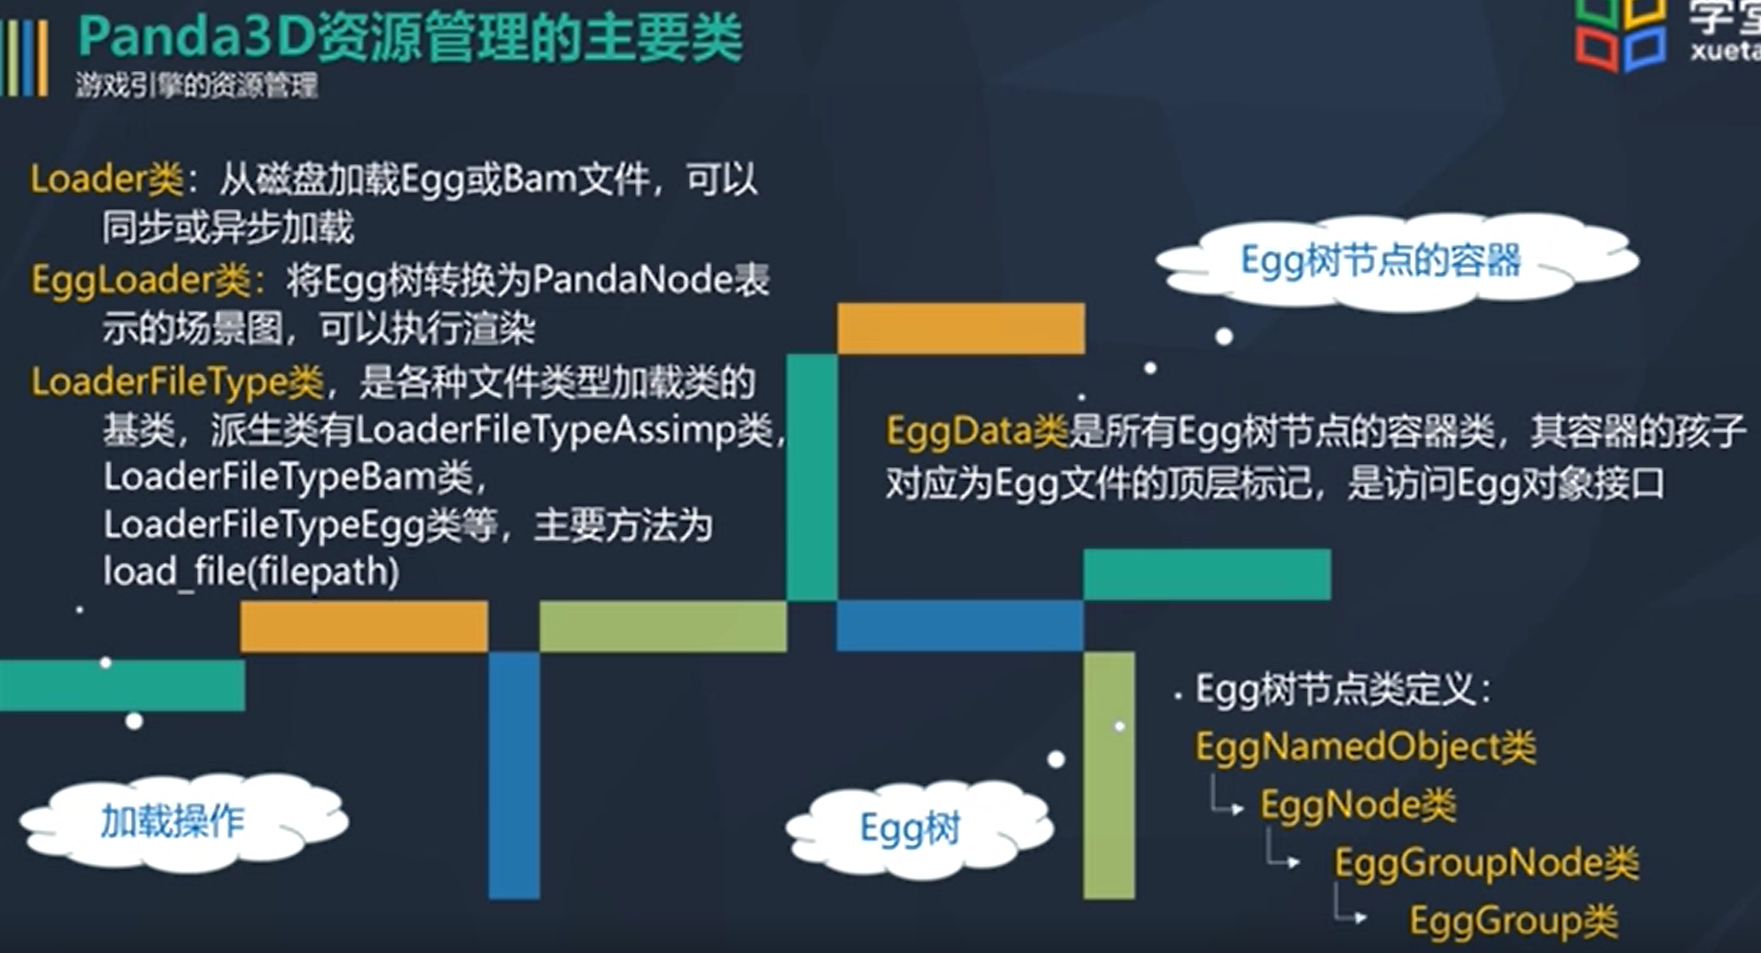 Panda3D资源管理的主要类
游戏引擎的资源管理
学
xueta
Loader类：从磁盘加载Egg或Bam文件，可以
同步或异步加载
EggLoader类：将Egg树转换为PandaNode表
示的场景图，可以执行渲染
LoaderFileType类，是各种文件类型加载类的
基类，派生类有LoaderFileTypeAssimp类，
LoaderFileTypeBam类，
LoaderFileTypeEgg类等，主要方法为
load_file(filepath)
加载操作
Egg树节点的容器
EggData类是所有Egg树节点的容器类，其容器的孩子
对应为Egg文件的顶层标记，是访问Egg对象接口
Egg树
Egg树节点类定义：
EggNamedObject类
EggNode类
EggGroupNode类
EggGroup类